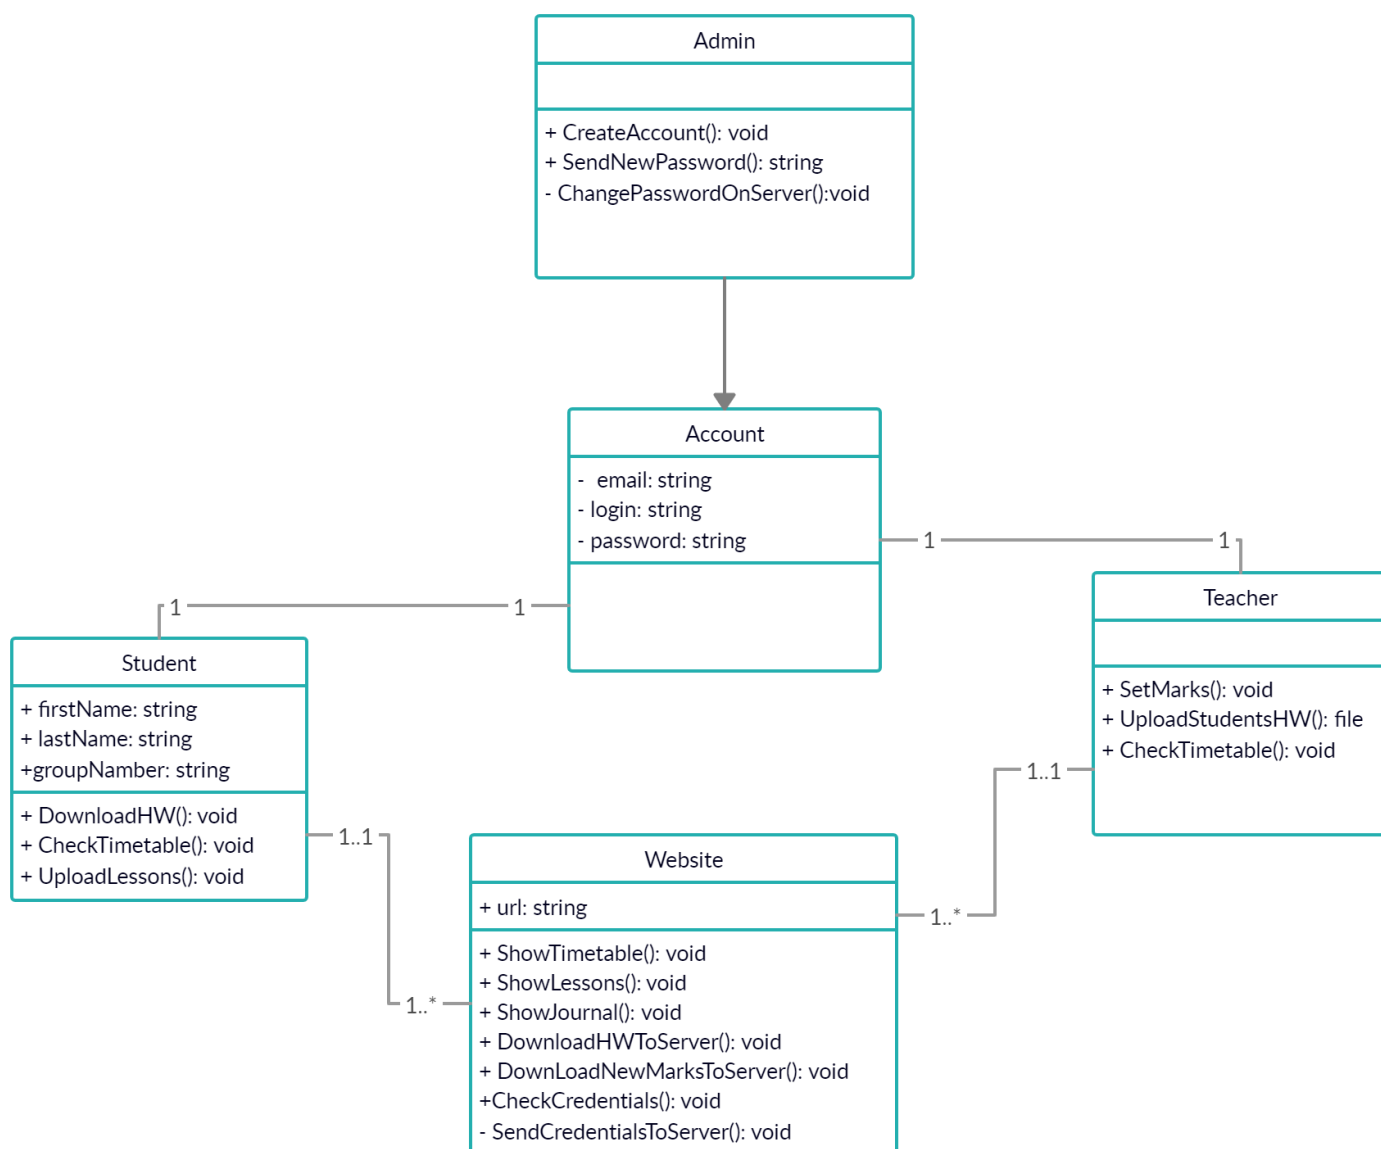 Admin
+ CreateAccount(): void
+ SendNewPassword(): string
- ChangePasswordOnServer():void
Account
- email: string
- login: string
- password: string
1
1
1
1
Teacher
+ SetMarks(): void
+ UploadStudentsHW(): file
+ CheckTimetable(): void
Student
+ firstName: string
+ lastName: string
+groupNamber: string
+ DownloadHW(): void
+ CheckTimetable(): void
+ UploadLessons(): void
1..1
1..1
1..*
1..*
Website
+ url: string
+ ShowTimetable(): void
+ ShowLessons(): void
+ ShowJournal(): void
+ DownloadHWToServer(): void
+ DownLoadNewMarksToServer(): void
+CheckCredentials(): void
- SendCredentialsToServer(): void